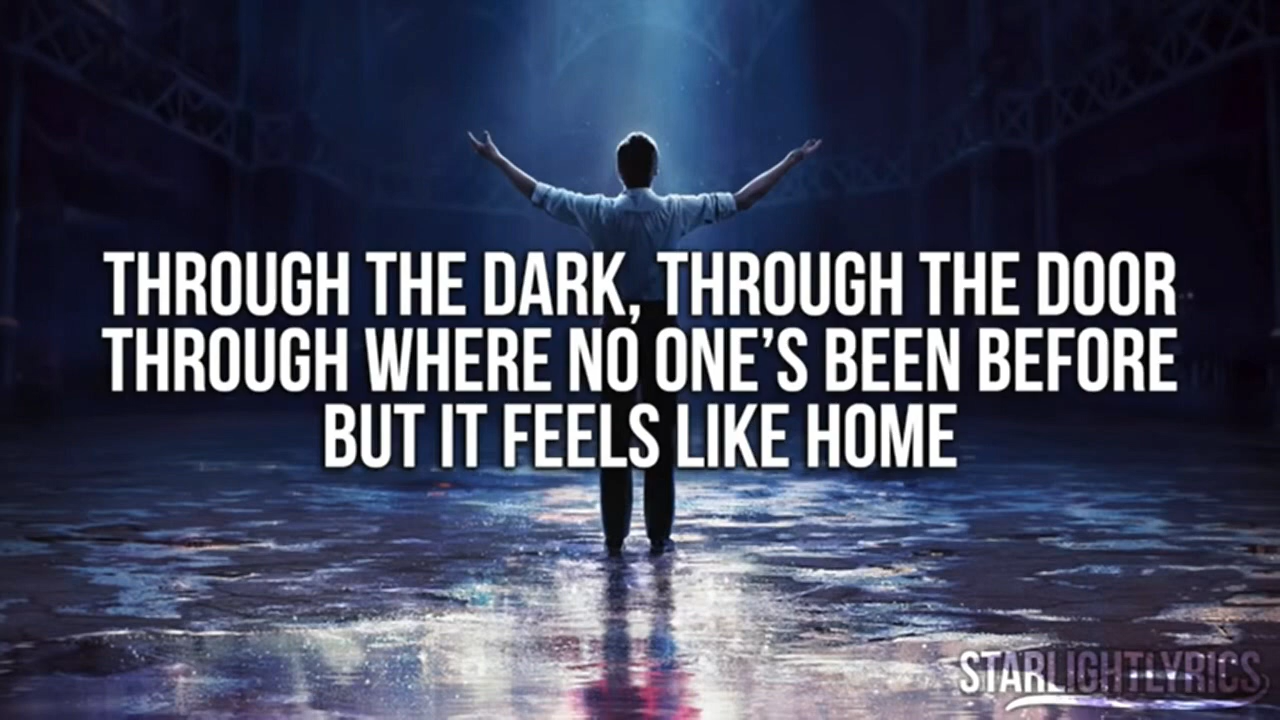 THROUGH THE DARK, THROUGH THE DOOR
THROUGH WHERE NO ONE'S BEEN BEFORE
BUT IT FEELS LIKE HOME
STARLIGHTLYRICS